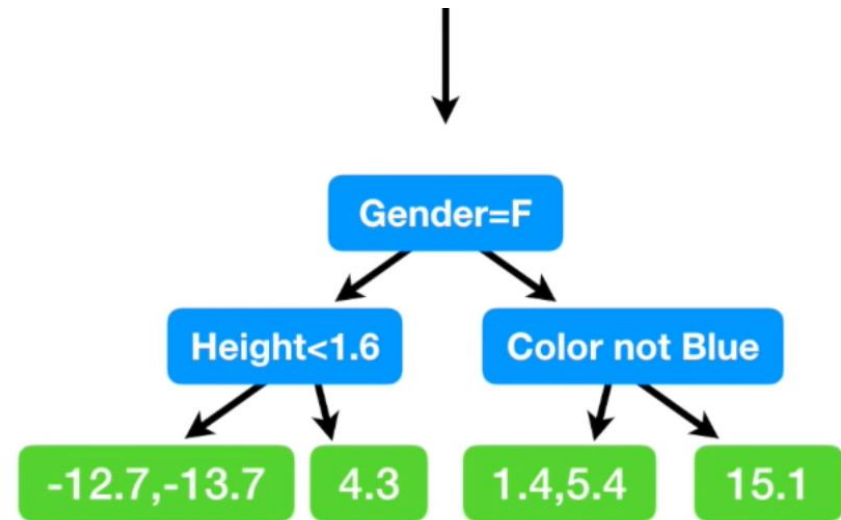 Gender=F
Height<1.6
Color not Blue
-12.7,-13.7
4.3
1.4,5.4
15.1